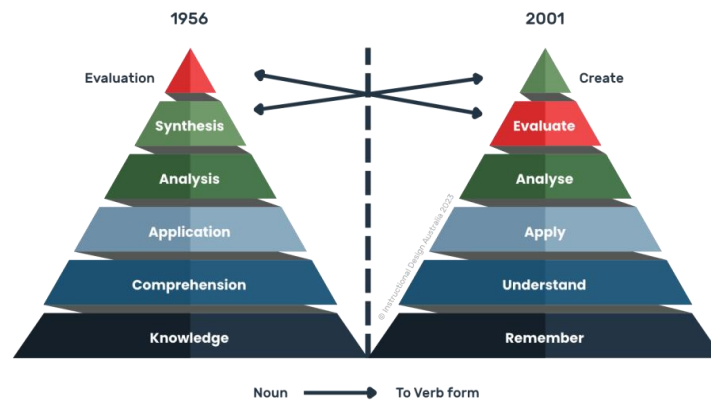 1956
2001
Evaluation
Create
Synthesis
Evaluate
Analysis
Analyse
Application
Apply
Comprehension
Understand
Knowledge
Remember
© Instructional Design Australia 2023
Noun
To Verb form